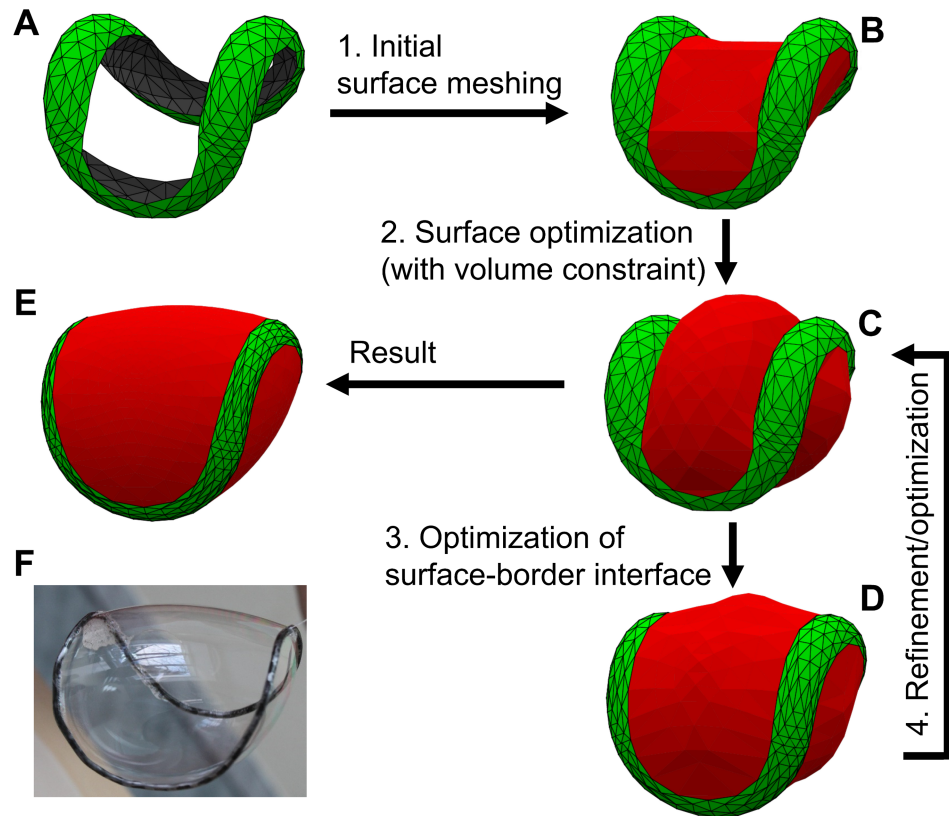 A
1. Initial
surface meshing
B
2. Surface optimization
(with volume constraint)
E
Result
C
3. Optimization of
surface-border interface
4. Refinement/optimization
F
D